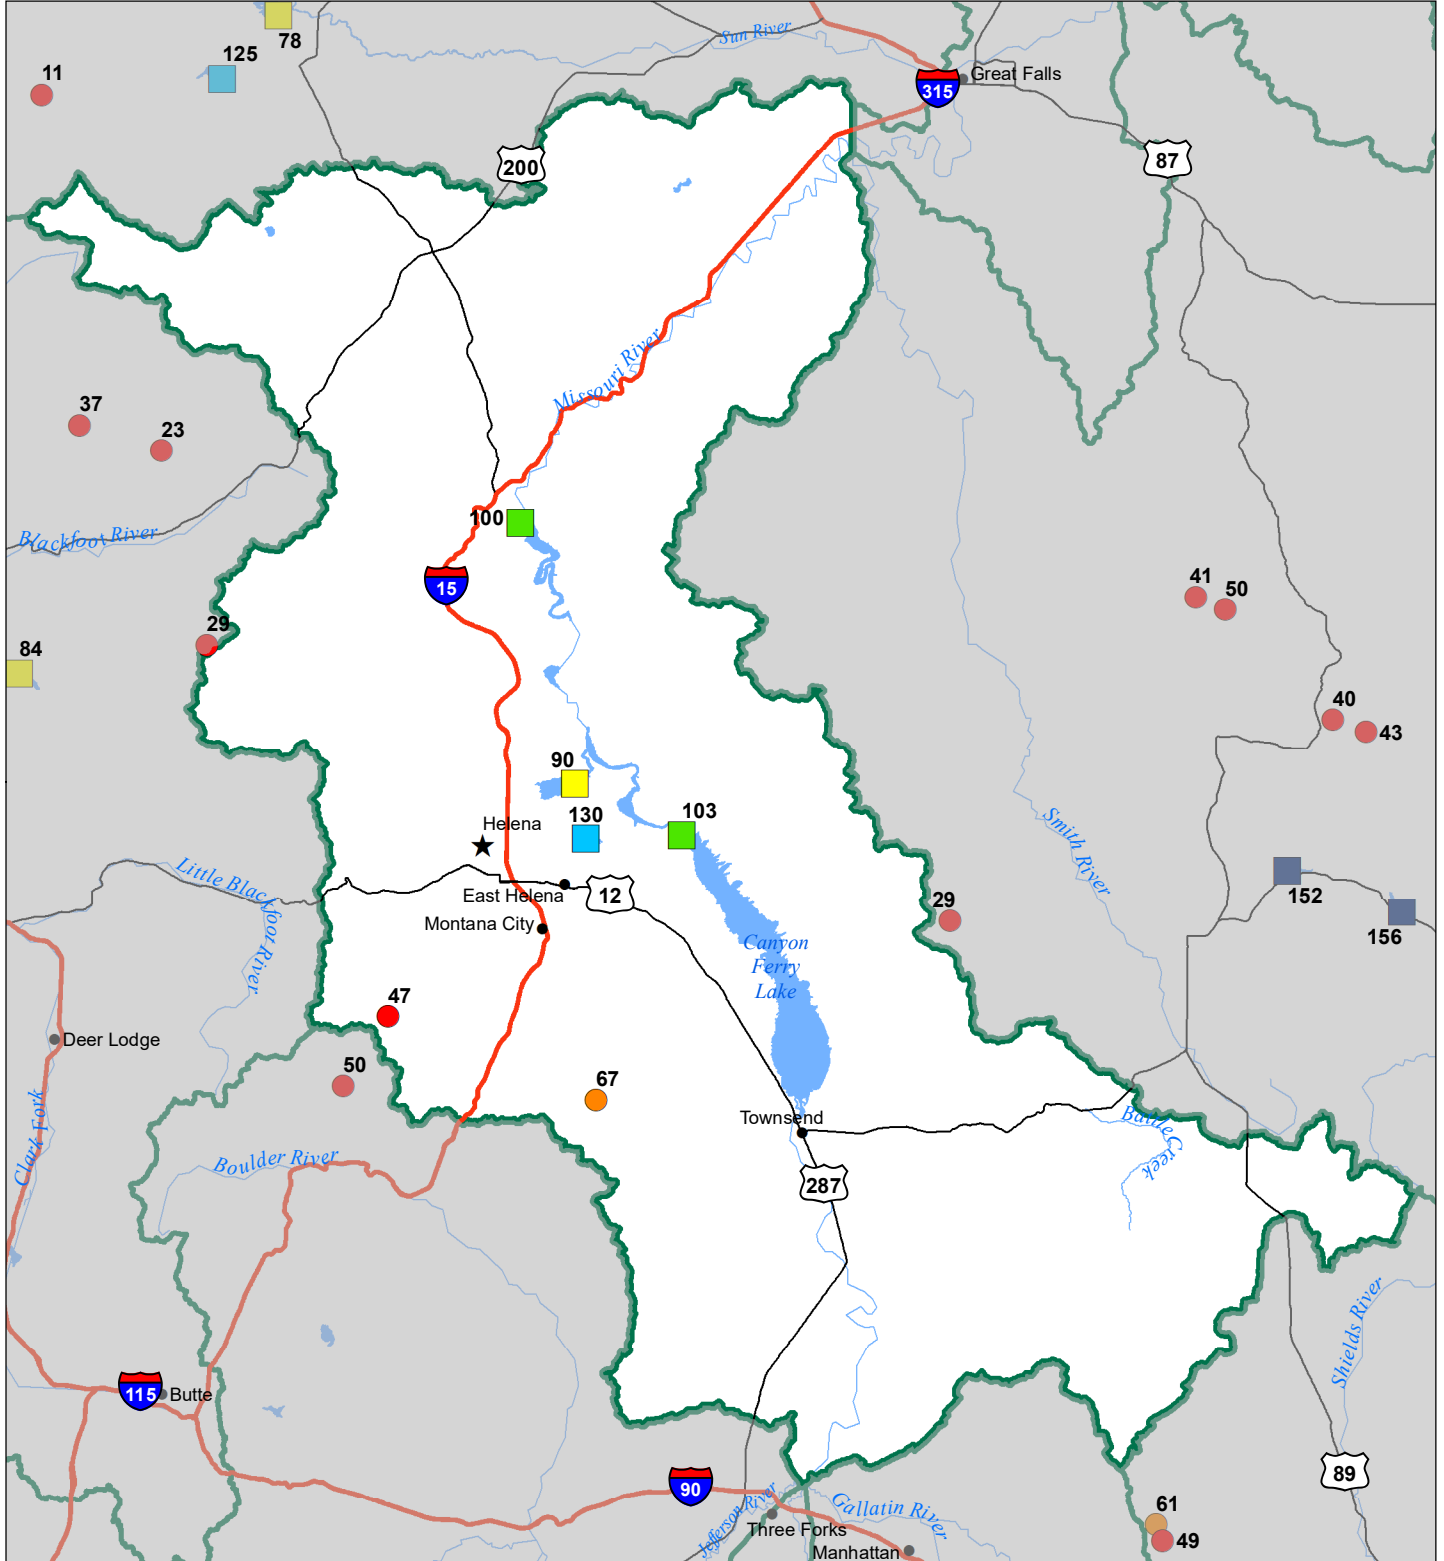 78
125
11
Sun River
Great Falls
315
200
87
Missouri River
37
23
100
Blackfoot River
15
41
50
29
84
40
43
90
130
103
Helena
Smith River
Little Blackfoot River
East Helena
12
152
29
Montana City
156
Canyon
Ferry
Lake
47
Deer Lodge
50
67
Townsend
Battle Creek
Clark Fork
Boulder River
287
Shields River
115
Butte
89
90
Jefferson River
Gallatin River
61
Three Forks
49
Manhattan